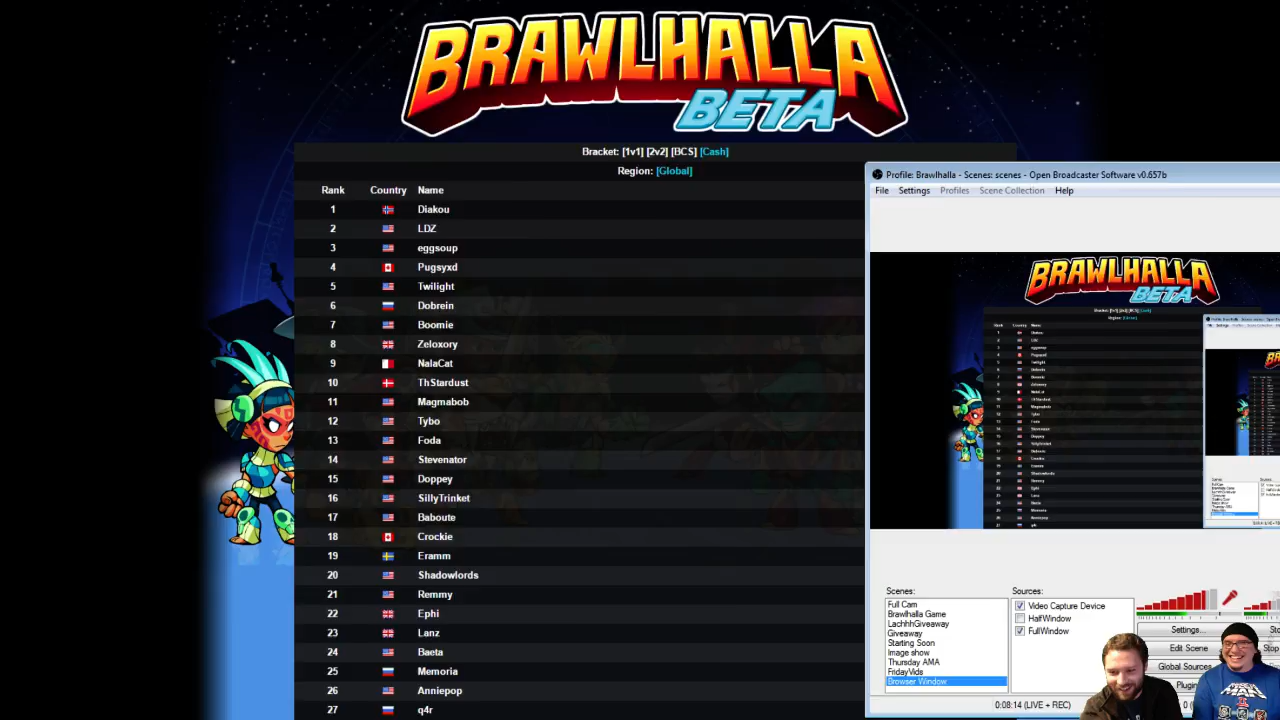 BRAWLHALLA
BETA
Bracket: [1v1] [2v2] [BCS] [Cash]
Region: [Global]
Rank Country Name
1 Diakou
2 LDZ
3 eggsoup
4 Pugsyxd
5 Twilight
6 Dobrein
7 Boomie
8 Zeloxory
9 NalaCat
10 ThStardust
11 Magmabob
12 Tybo
13 Foda
14 Stevenator
15 Doppey
16 SillyTrinket
17 Bobcute
18 Crockie
19 Eramm
20 Shadowlords
21 Remmy
22 Ephi
23 Lanz
24 Baeta
25 Memoria
26 Anniepop
27 q4r
Profile: Brawlhalla - Scenes: scenes - Open Broadcaster Software v0.657b
File Settings Profiles Scene Collection Help
BRAWLHALLA
BETA
Scenes:
Full Cam
Brawlhalla Game
LachhhGiveaway
Giveaway
Starting Soon
Image show
Thursday AMA
FridayVids
Browser Window
Sources:
Video Capture Device
HalfWindow
FullWindow
Settings...
Edit Scene
Global Sources
Stop
0:08:14 (LIVE + REC)